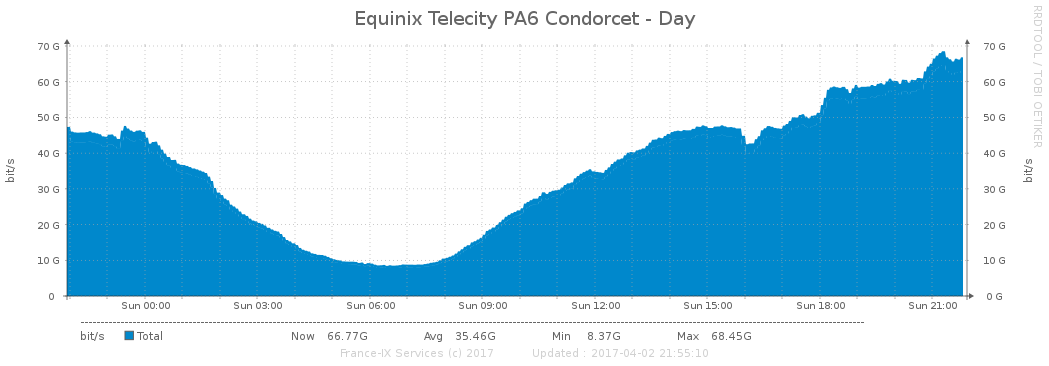 Equinix Telecity PA6 Condorcet - Day
RRDTOOL / TOBI OETIKER
bit/s
70 G
60 G
50 G
40 G
30 G
20 G
10 G
0
70 G
60 G
50 G
40 G
30 G
20 G
10 G
0 G
bit/s
Sun 00:00 Sun 03:00 Sun 06:00 Sun 09:00 Sun 12:00 Sun 15:00 Sun 18:00 Sun 21:00
bit/s Total Now 66.77G Avg 35.46G Min 8.37G Max 68.45G
France-IX Services (c) 2017 Updated : 2017-04-02 21:55:10